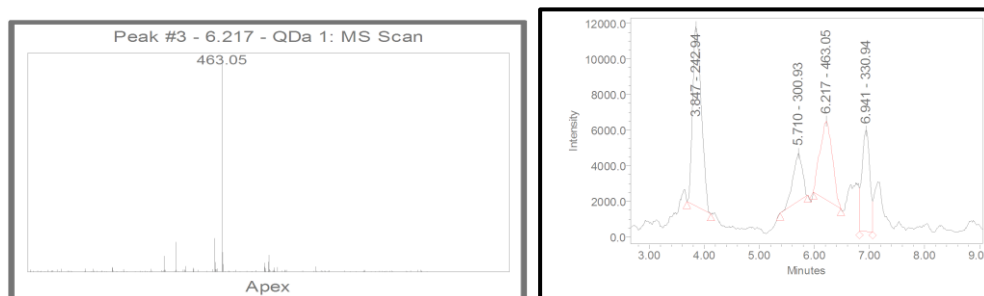 Peak #3 - 6.217 - QDa 1: MS Scan
463.05
Apex
12000.0
10000.0
8000.0
6000.0
4000.0
2000.0
0.0
Intensity
3.847 - 242.94
5.710 - 300.93
6.217 - 463.05
6.941 - 330.94
3.00
4.00
5.00
6.00
7.00
8.00
9.00
Minutes